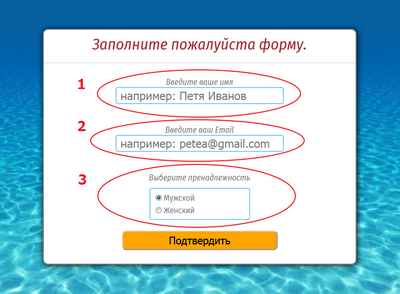 Заполните пожалуйста форму.
1
Введите ваше имя
например: Петя Иванов
2
Введите ваш Email
например: petea@gmail.com
3
Выберите пренадлежность
Мужской
Женский
Подтвердить